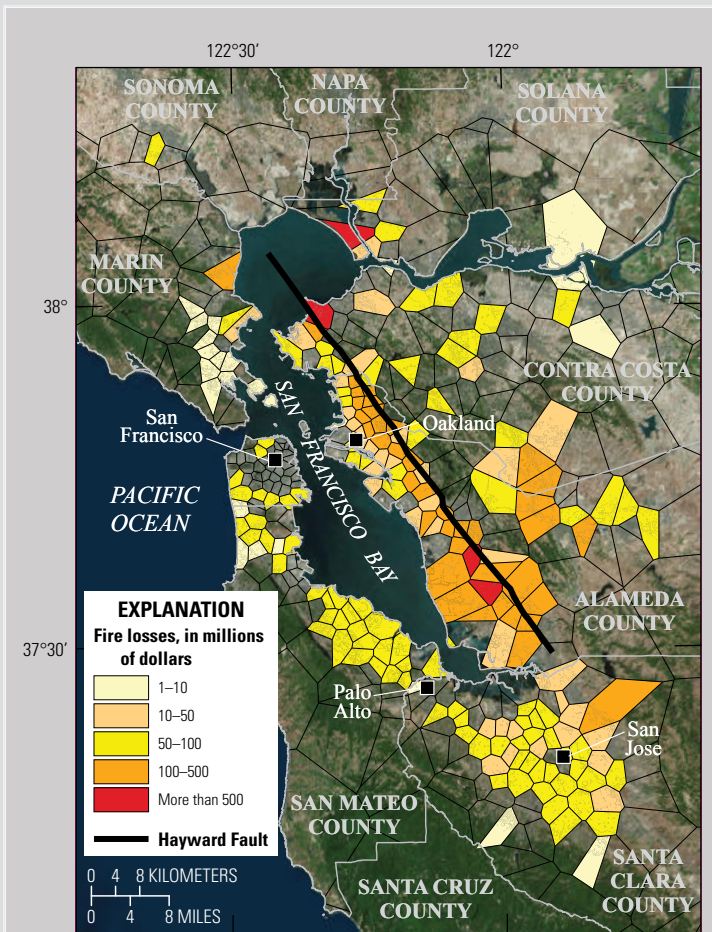 122°30′
122°
SONOMA
COUNTY
NAPA
COUNTY
SOLANA
COUNTY
MARIN
COUNTY
38°
CONTRA COSTA
COUNTY
San
Francisco
SAN FRANCISCO BAY
Oakland
PACIFIC
OCEAN
ALAMEDA
COUNTY
37°30′
EXPLANATION
Fire losses, in millions
of dollars
1–10
10–50
50–100
100–500
More than 500
Hayward Fault
0 4 8 KILOMETERS
0 4 8 MILES
Palo
Alto
San
Jose
SAN MATEO
COUNTY
SANTA
CLARA
COUNTY
SANTA CRUZ
COUNTY